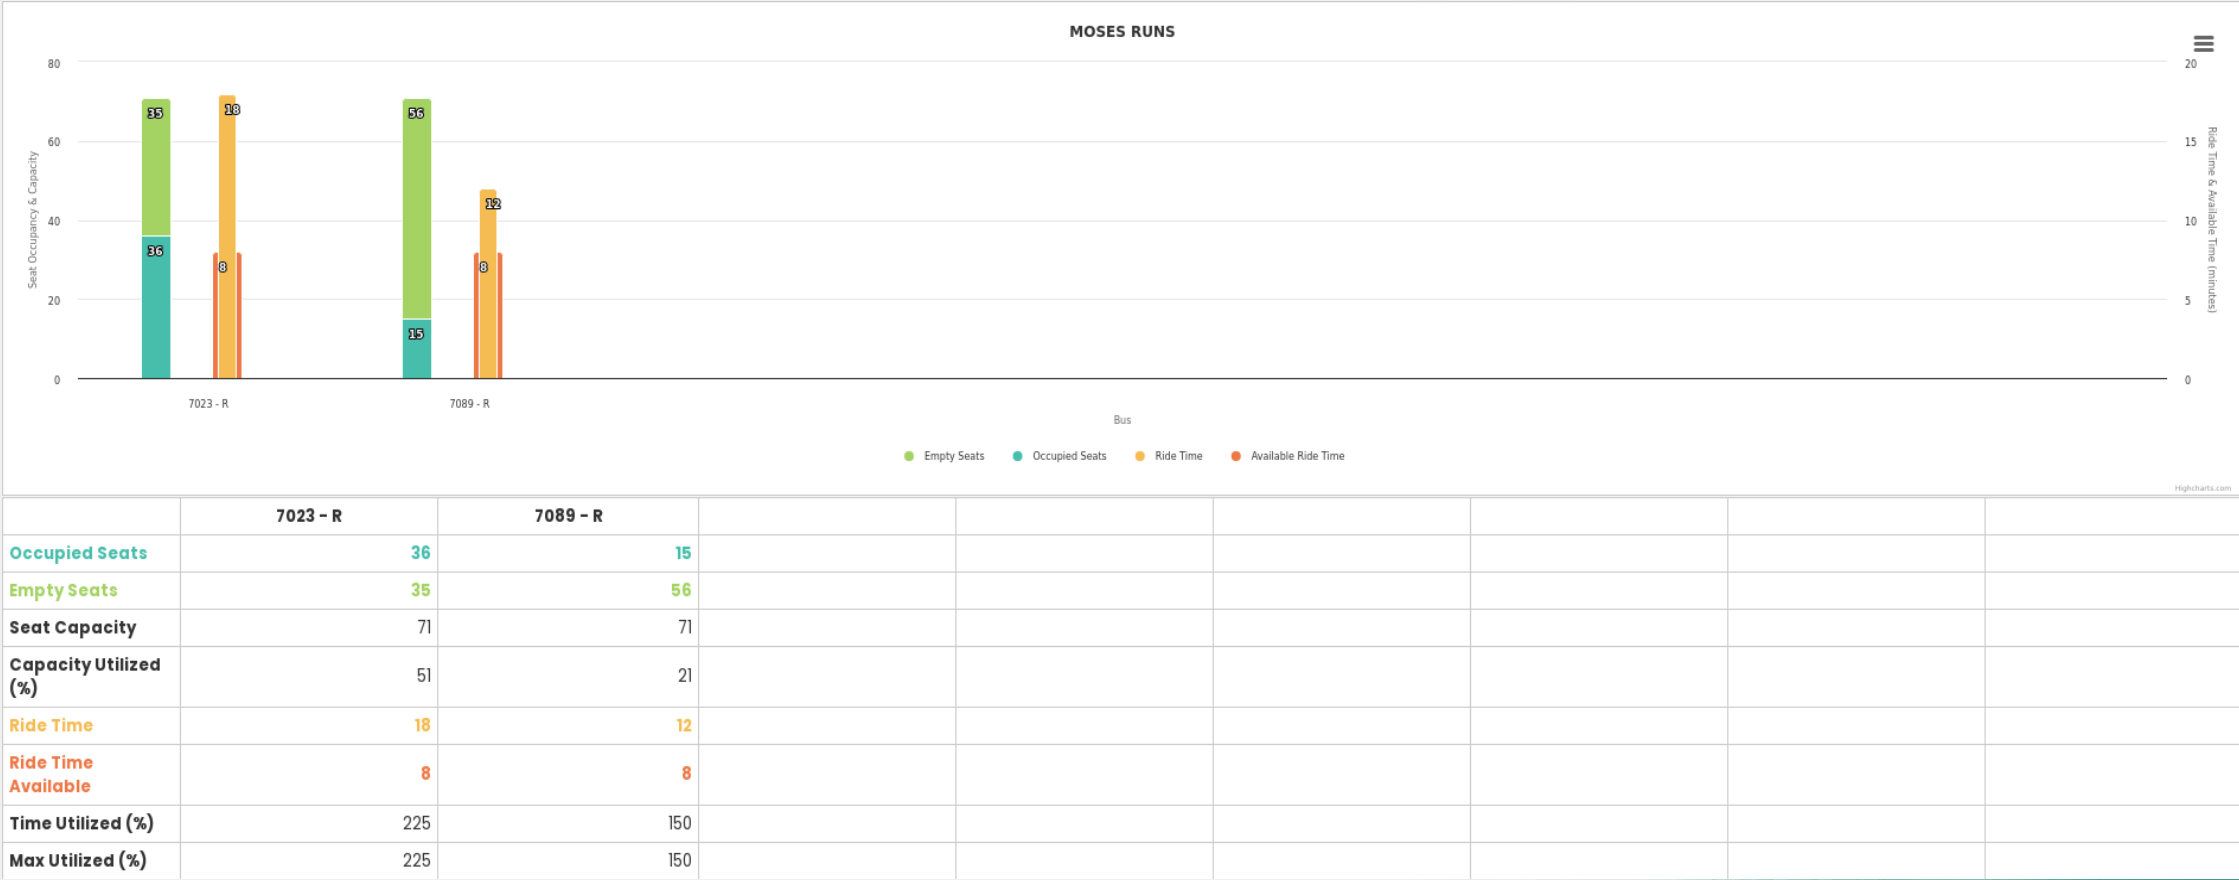 MOSES RUNS
80
60
40
20
0
20
15
10
5
0
Seat Occupancy & Capacity
Ride Time & Available Time (minutes)
35
36
18
8
56
15
12
8
7023 - R
7089 - R
Bus
Empty Seats Occupied Seats Ride Time Available Ride Time
Highcharts.com
7023 - R 7089 - R
Occupied Seats 36 15
Empty Seats 35 56
Seat Capacity 71 71
Capacity Utilized
(%) 51 21
Ride Time 18 12
Ride Time
Available 8 8
Time Utilized (%) 225 150
Max Utilized (%) 225 150